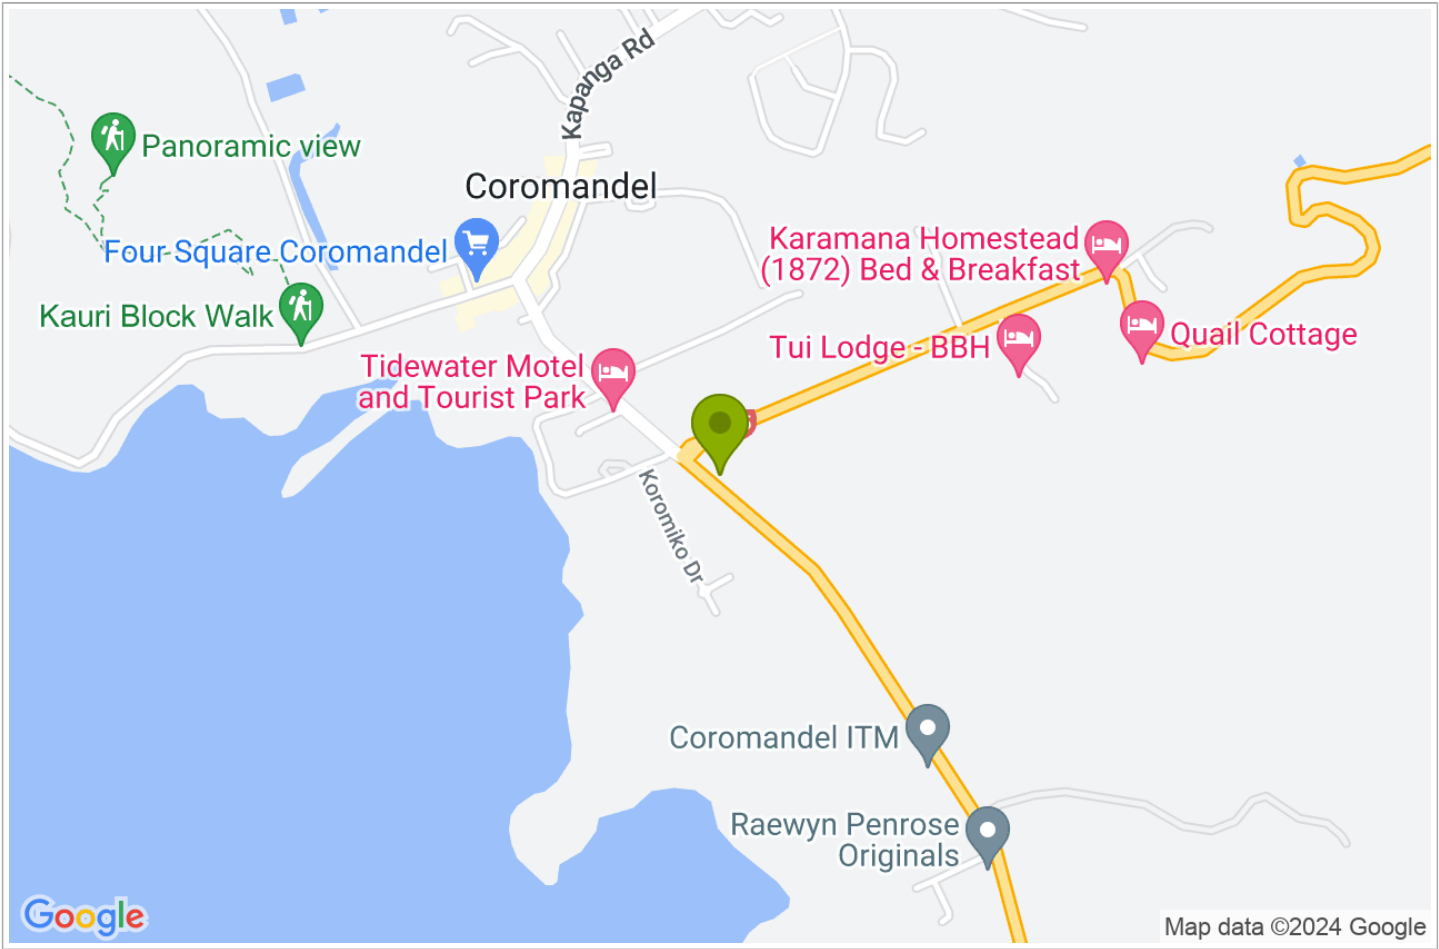 Kapanga Rd
Panoramic view
Coromandel
Four Square Coromandel
Karamana Homestead
(1872) Bed & Breakfast
Kauri Block Walk
Tui Lodge - BBH
Quail Cottage
Tidewater Motel
and Tourist Park
Koromiko Dr
Coromandel ITM
Raewyn Penrose
Originals
Google
Map data ©2024 Google